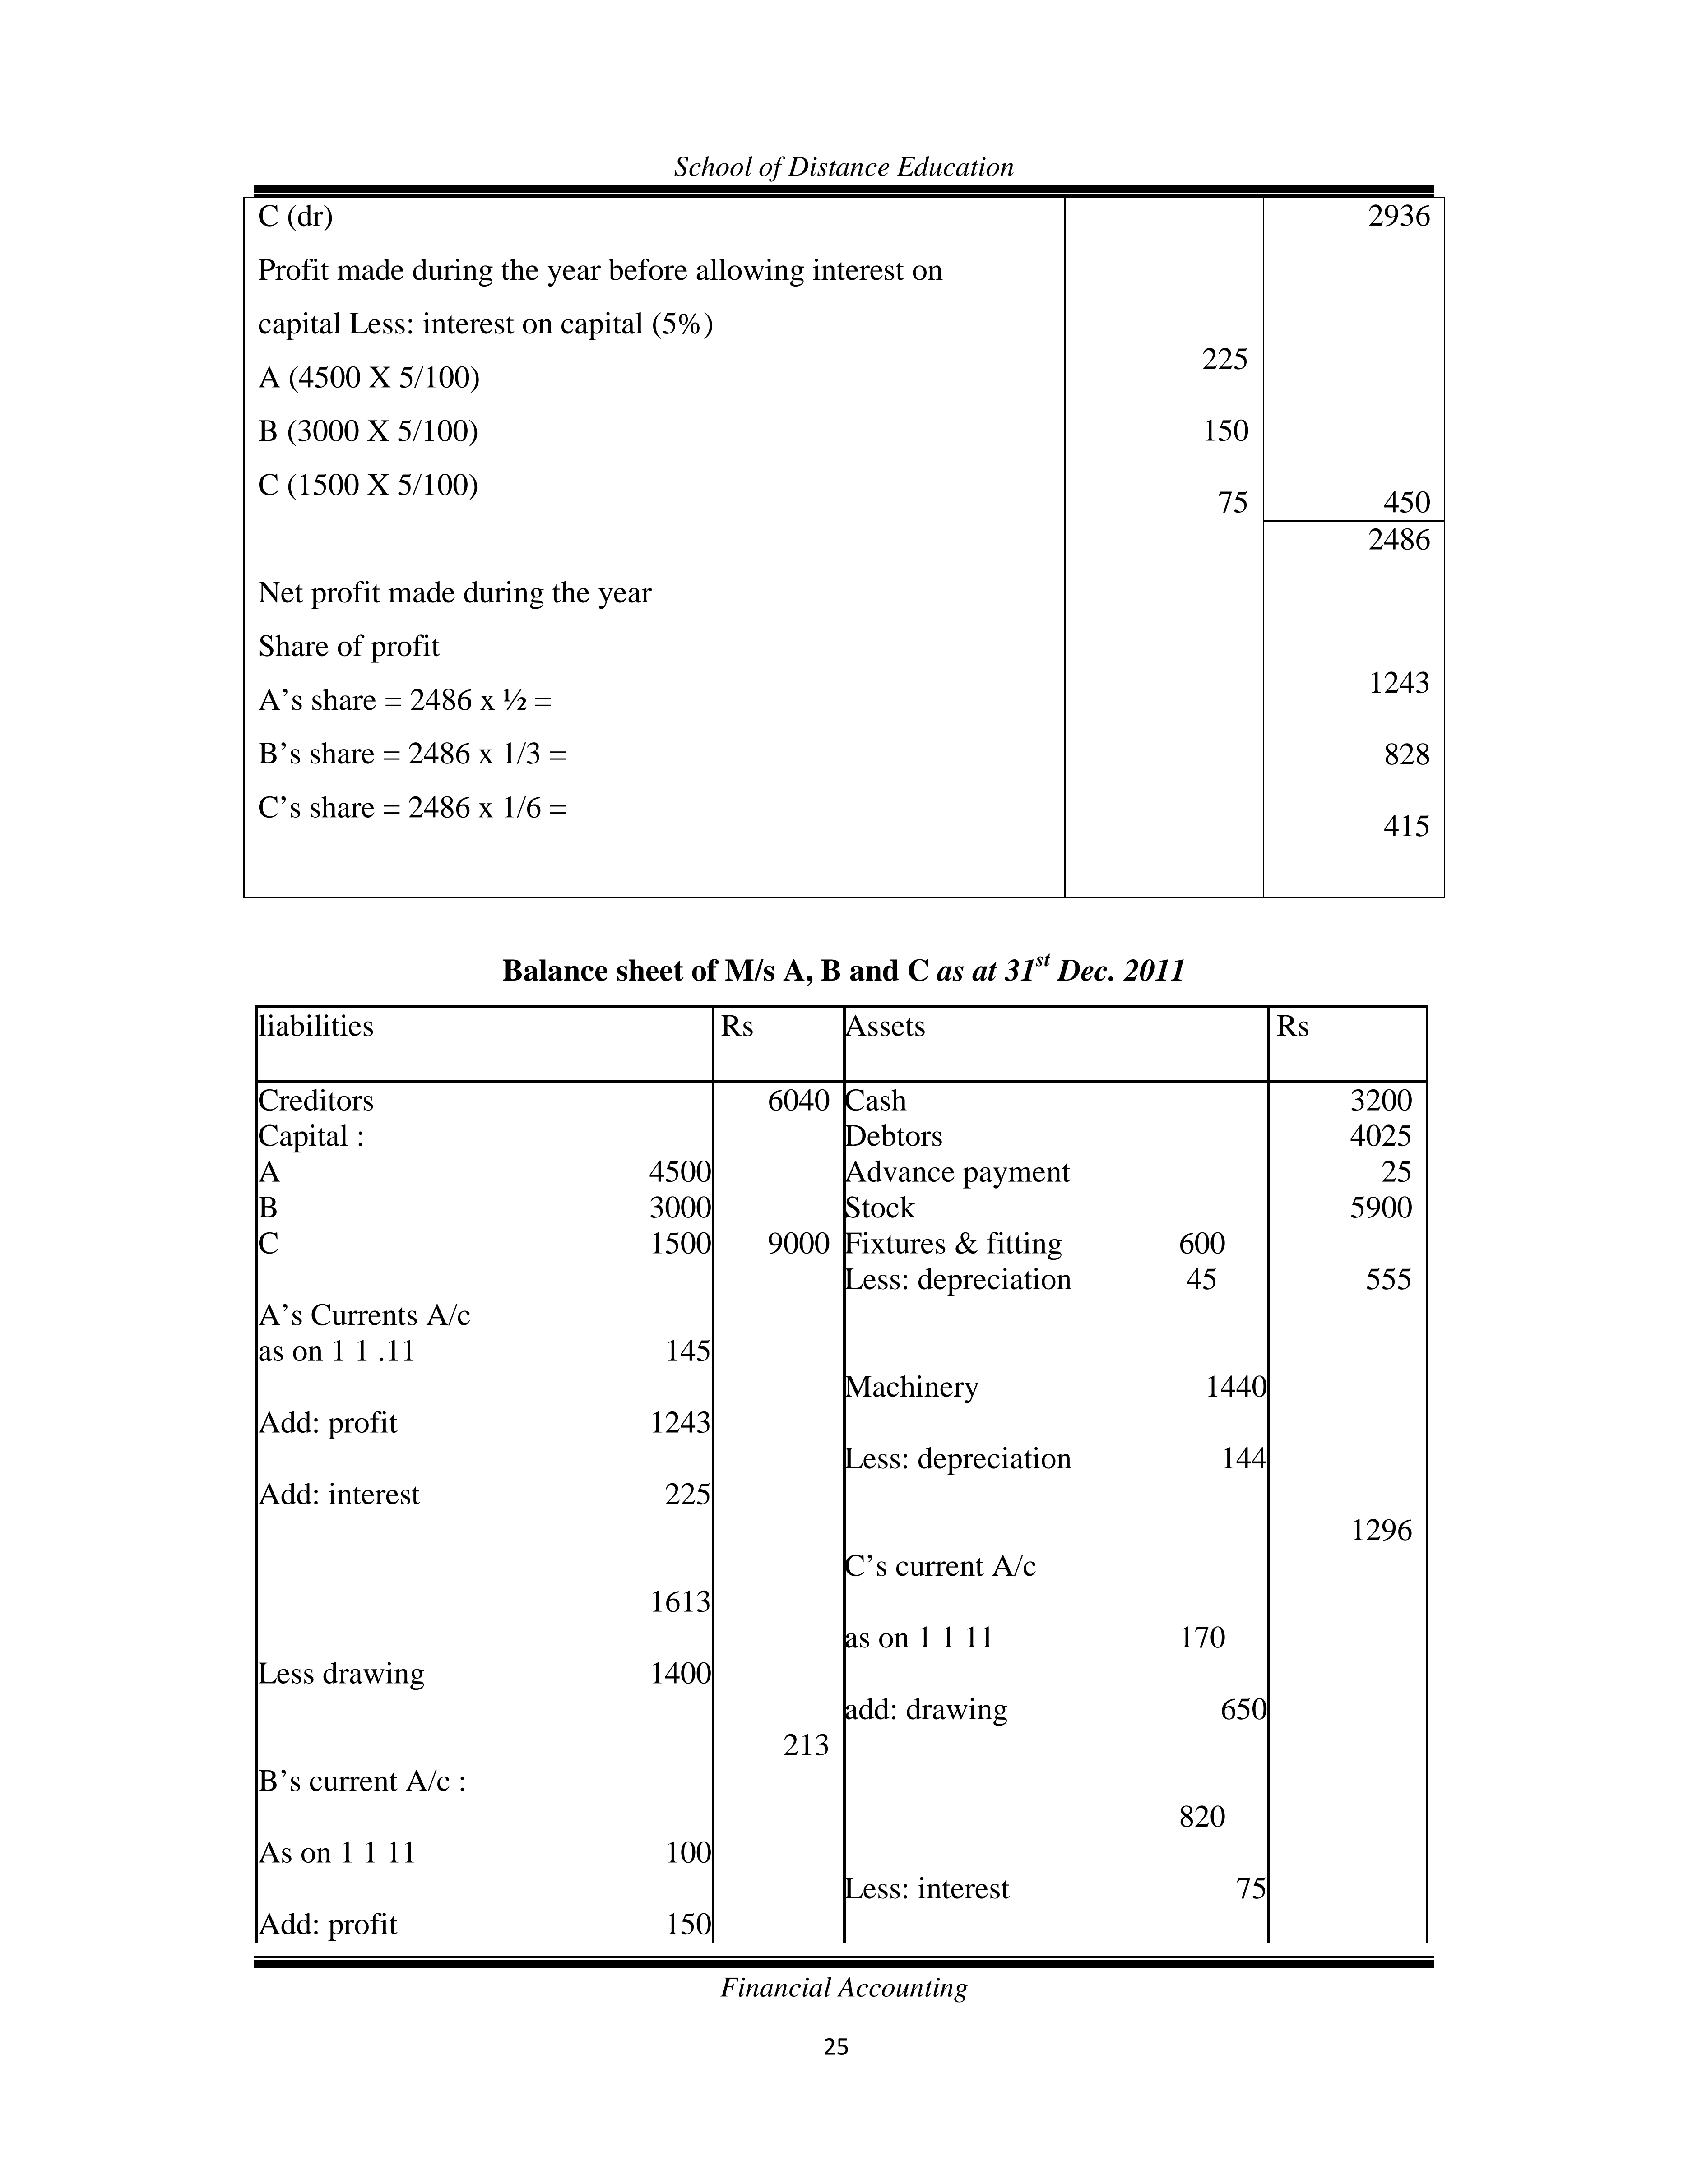 School of Distance Education
C (dr) 2936
Profit made during the year before allowing interest on
capital Less: interest on capital (5%)
A (4500 X 5/100) 225
B (3000 X 5/100) 150
C (1500 X 5/100) 75 450
2486
Net profit made during the year
Share of profit
A’s share = 2486 x ½ = 1243
B’s share = 2486 x 1/3 = 828
C’s share = 2486 x 1/6 = 415
Balance sheet of M/s A, B and C as at 31st Dec. 2011
liabilities Rs Assets Rs
Creditors 6040 Cash 3200
Capital : Debtors 4025
A 4500 Advance payment 25
B 3000 Stock 5900
C 1500 9000 Fixtures & fitting 600
Less: depreciation 45 555
A’s Currents A/c
as on 1 1 .11 145
Machinery 1440
Add: profit 1243
Less: depreciation 144
Add: interest 225
1296
C’s current A/c
1613
as on 1 1 11 170
Less drawing 1400
add: drawing 650
213
B’s current A/c :
820
As on 1 1 11 100
Less: interest 75
Add: profit 150
Financial Accounting
25